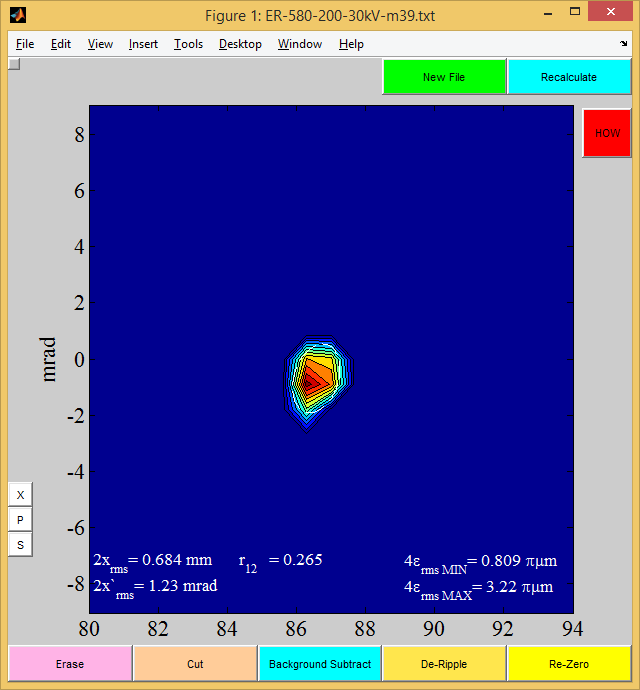 Figure 1: ER-580-200-30kV-m39.txt
File Edit View Insert Tools Desktop Window Help
New File Recalculate
HOW
8
6
4
2
0
-2
-4
-6
-8
mrad
X
P
S
2xrms= 0.684 mm r12 = 0.265 4εrms MIN= 0.809 πμm
2x`rms= 1.23 mrad 4εrms MAX= 3.22 πμm
80 82 84 86 88 90 92 94
Erase Cut Background Subtract De-Ripple Re-Zero